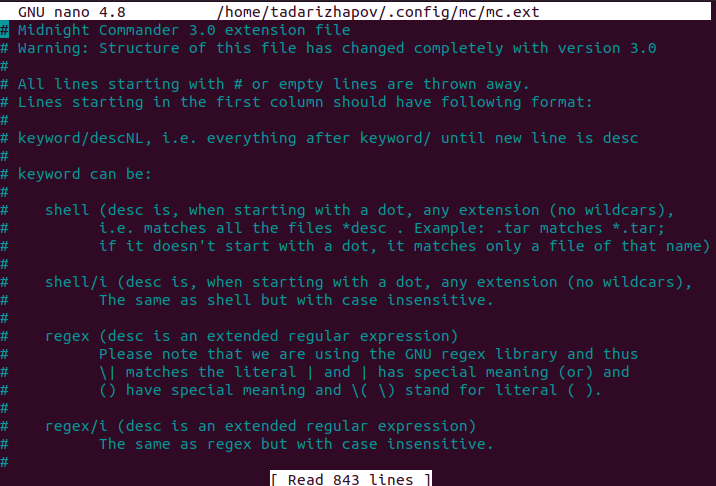 GNU nano 4.8 /home/tadarizhapov/.config/mc/mc.ext
# Midnight Commander 3.0 extension file
# Warning: Structure of this file has changed completely with version 3.0
#
# All lines starting with # or empty lines are thrown away.
# Lines starting in the first column should have following format:
#
# keyword/descNL, i.e. everything after keyword/ until new line is desc
#
# keyword can be:
#
#    shell (desc is, when starting with a dot, any extension (no wildcars),
#          i.e. matches all the files *desc . Example: .tar matches *.tar;
#          if it doesn't start with a dot, it matches only a file of that name)
#
#    shell/i (desc is, when starting with a dot, any extension (no wildcars),
#          The same as shell but with case insensitive.
#
#    regex (desc is an extended regular expression)
#          Please note that we are using the GNU regex library and thus
#          \| matches the literal | and | has special meaning (or) and
#          () have special meaning and \( \) stand for literal ( ).
#
#    regex/i (desc is an extended regular expression)
#          The same as regex but with case insensitive.
#
[ Read 843 lines ]